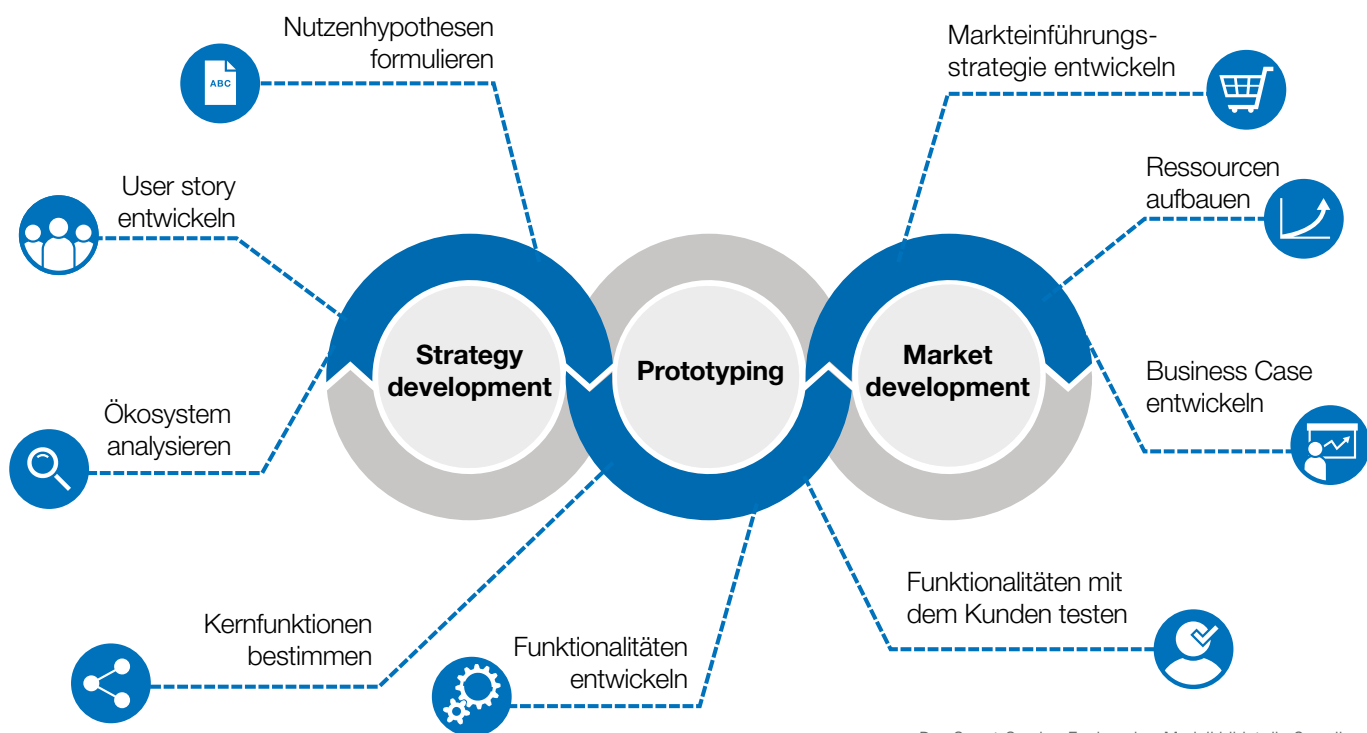 Nutzenhypothesen
formulieren
ABC
User story
entwickeln
Ökosystem
analysieren
Strategy
development
Prototyping
Market
development
Kernfunktionen
bestimmen
Funktionalitäten
entwickeln
Funktionalitäten mit
dem Kunden testen
Markteinführungs-
strategie entwickeln
Ressourcen
aufbauen
Business Case
entwickeln